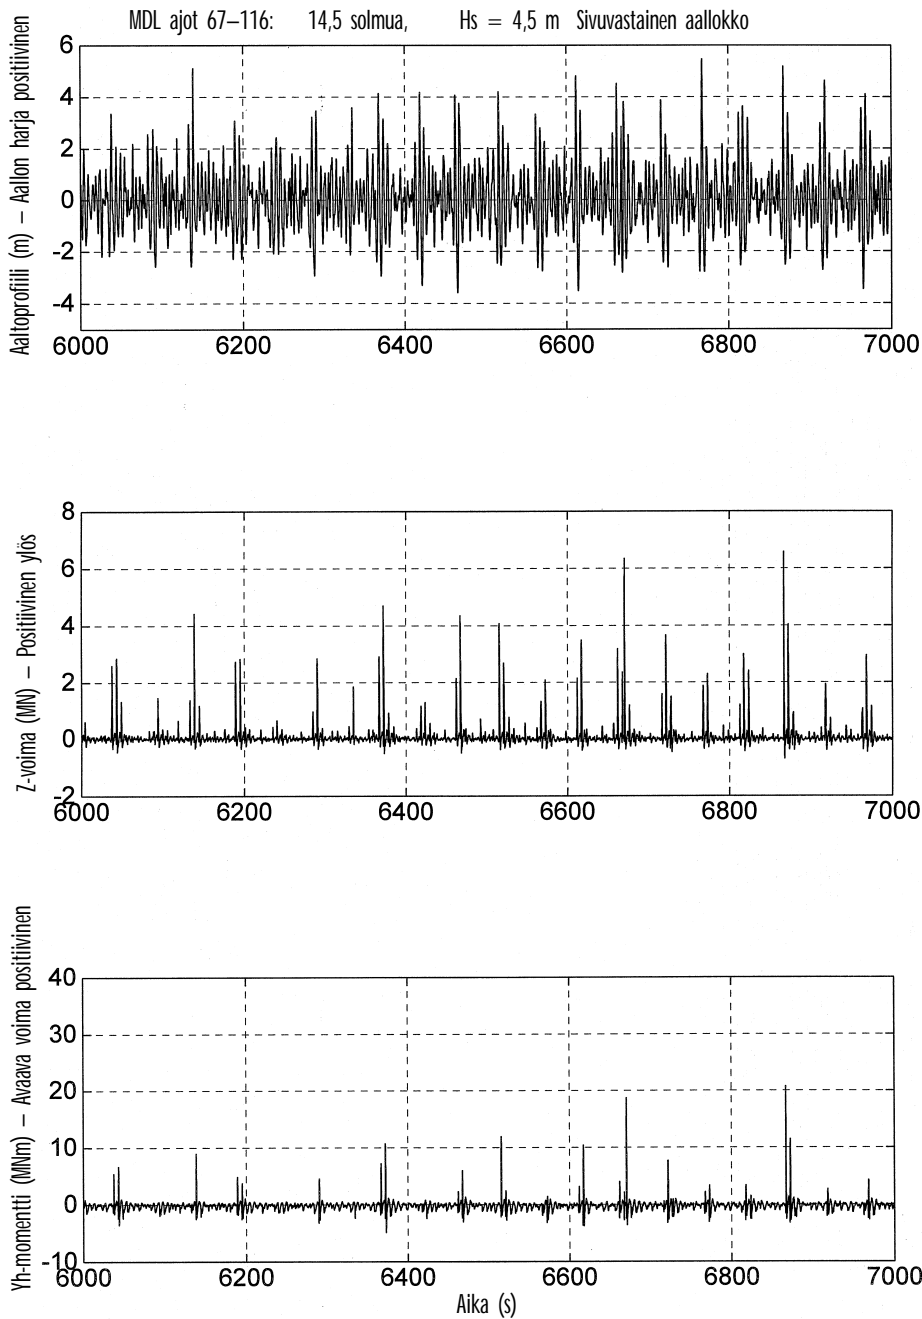 MDL ajot 67–116: 14,5 solmua, Hs = 4,5 m Sivuvastainen aallokko
Aaltoprofiili (m) – Aallon harja positiivinen
6
4
2
0
-2
-4
6000 6200 6400 6600 6800 7000
Z-voima (MN) – Positiivinen ylös
8
6
4
2
0
-2
6000 6200 6400 6600 6800 7000
Yh-momentti (MNm) – Avaava voima positiivinen
40
30
20
10
0
-10
6000 6200 6400 6600 6800 7000
Aika (s)